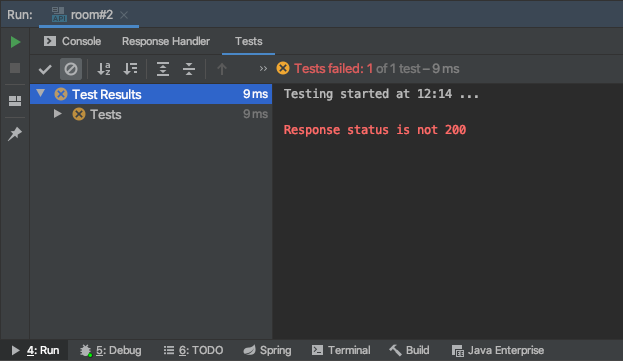 Run: room#2
Console Response Handler Tests
Tests failed: 1 of 1 test – 9 ms
Test Results 9 ms
Tests 9 ms
Testing started at 12:14 ...
Response status is not 200
4: Run 5: Debug 6: TODO Spring Terminal Build Java Enterprise